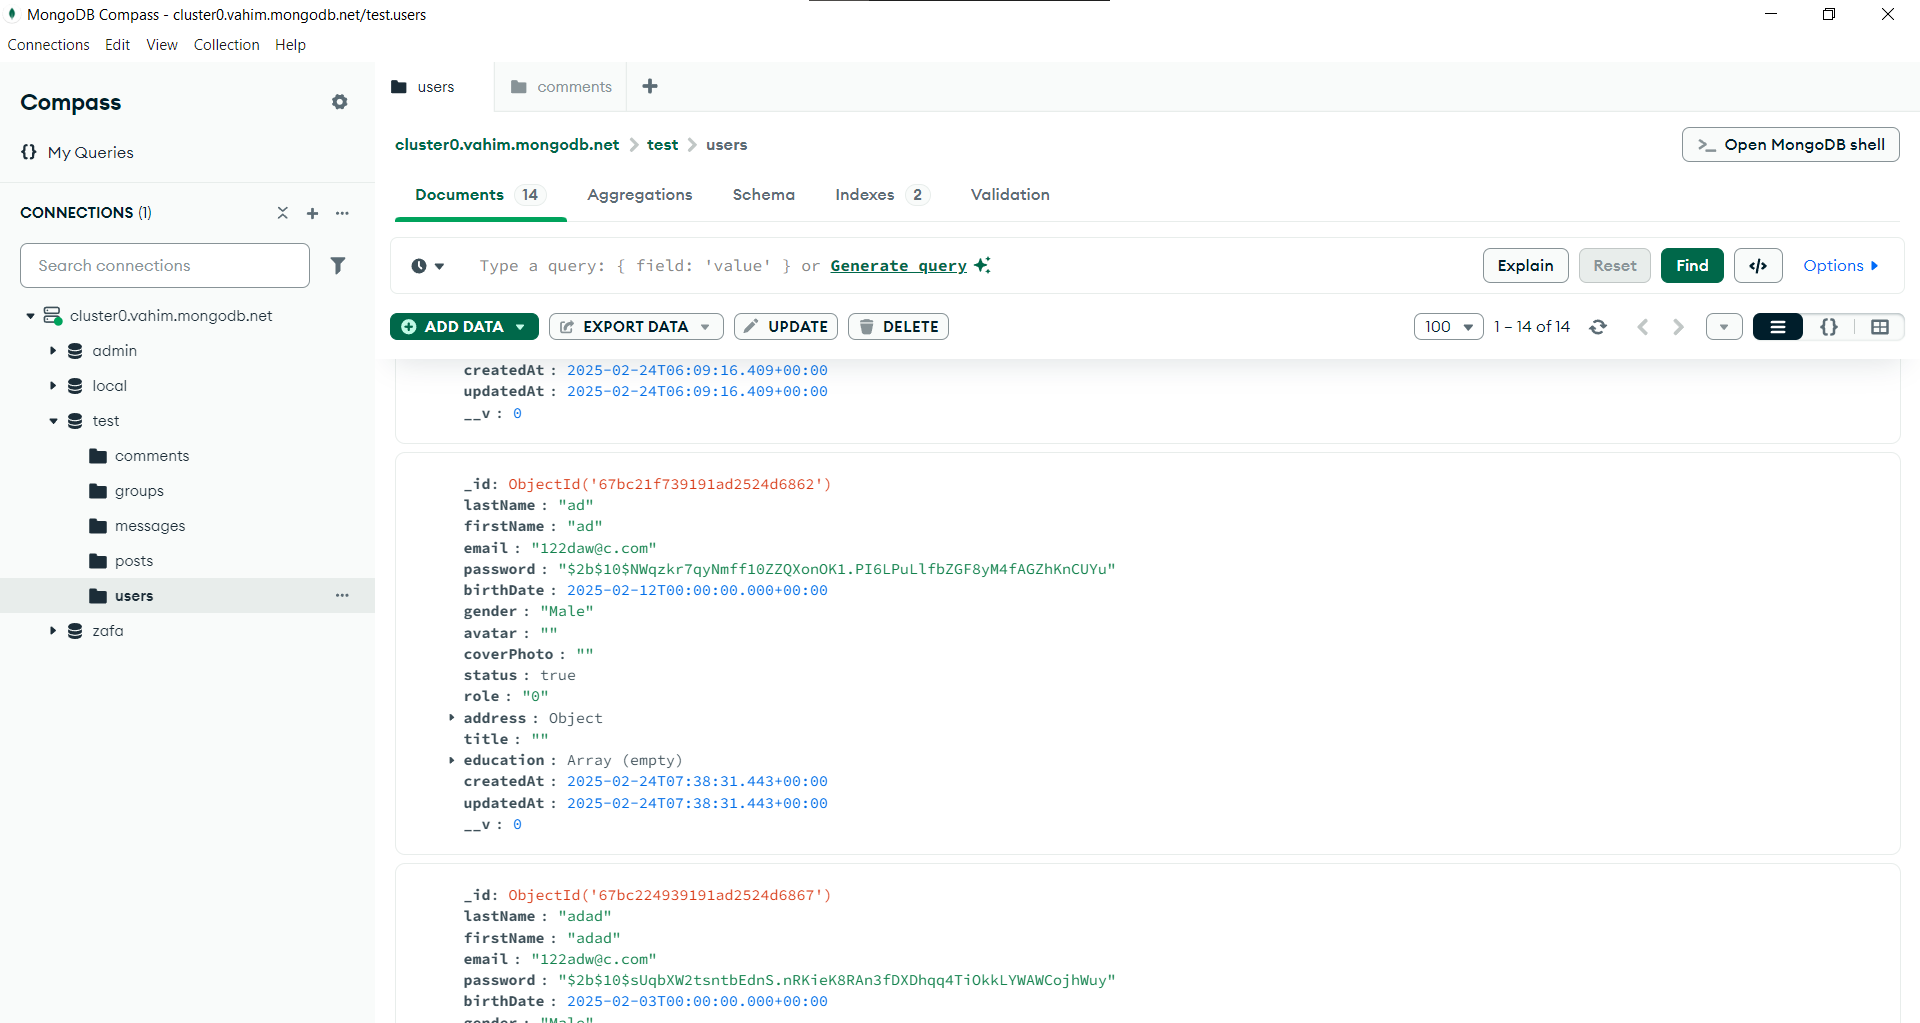 MongoDB Compass - cluster0.vahim.mongodb.net/test.users
Connections Edit View Collection Help
Compass
{} My Queries
CONNECTIONS (1)
Search connections
cluster0.vahim.mongodb.net
admin
local
test
comments
groups
messages
posts
users
zafa
users comments
cluster0.vahim.mongodb.net > test > users
>_ Open MongoDB shell
Documents 14 Aggregations Schema Indexes 2 Validation
Type a query: { field: 'value' } or Generate query
Explain Reset Find </> Options
ADD DATA EXPORT DATA UPDATE DELETE
100 1 – 14 of 14 {}
createdAt : 2025-02-24T06:09:16.409+00:00
updatedAt : 2025-02-24T06:09:16.409+00:00
__v : 0
_id: ObjectId('67bc21f739191ad2524d6862')
lastName : "ad"
firstName : "ad"
email : "122daw@c.com"
password : "$2b$10$NWqzkr7qyNmff10ZZQXonOK1.PI6LPuLlfbZGF8yM4fAGZhKnCUYu"
birthDate : 2025-02-12T00:00:00.000+00:00
gender : "Male"
avatar : ""
coverPhoto : ""
status : true
role : "0"
address : Object
title : ""
education : Array (empty)
createdAt : 2025-02-24T07:38:31.443+00:00
updatedAt : 2025-02-24T07:38:31.443+00:00
__v : 0
_id: ObjectId('67bc224939191ad2524d6867')
lastName : "adad"
firstName : "adad"
email : "122adw@c.com"
password : "$2b$10$sUqbXW2tsntbEdnS.nRKieK8RAn3fDXDhqq4TiOkkLYWAWCojhWuy"
birthDate : 2025-02-03T00:00:00.000+00:00
gender : "Male"